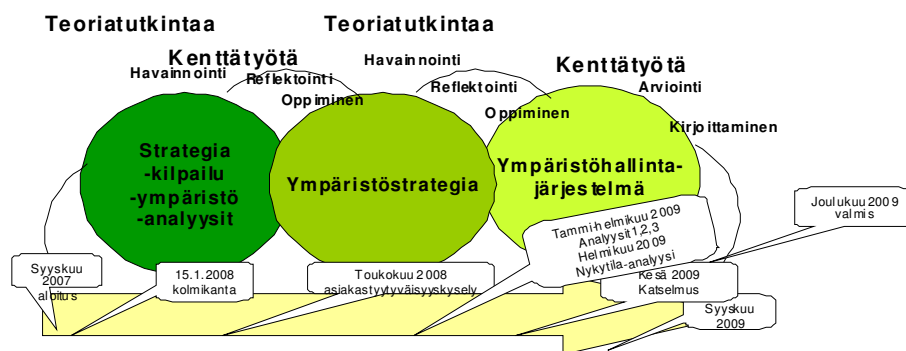 Teoriatutkintaa
Teoriatutkintaa
Kenttätyötä
Havainnointi
Reflektointi
Oppiminen
Havainnointi
Reflektointi
Oppiminen
Kenttätyötä
Arviointi
Kirjoittaminen
Strategia
-kilpailu
-ympäristö
-analyysit
Ympäristöstrategia
Ympäristöhallinta-
järjestelmä
Syyskuu
2007
aloitus
15.1.2008
kolmikanta
Toukokuu 2008
asiakastyytyväisyyskysely
Tammi-helmikuu 2009
Analyysit1,2,3
Helmikuu 2009
Nykytila-analyysi
Kesä 2009
Katselmus
Joulukuu 2009
valmis
Syyskuu
2009